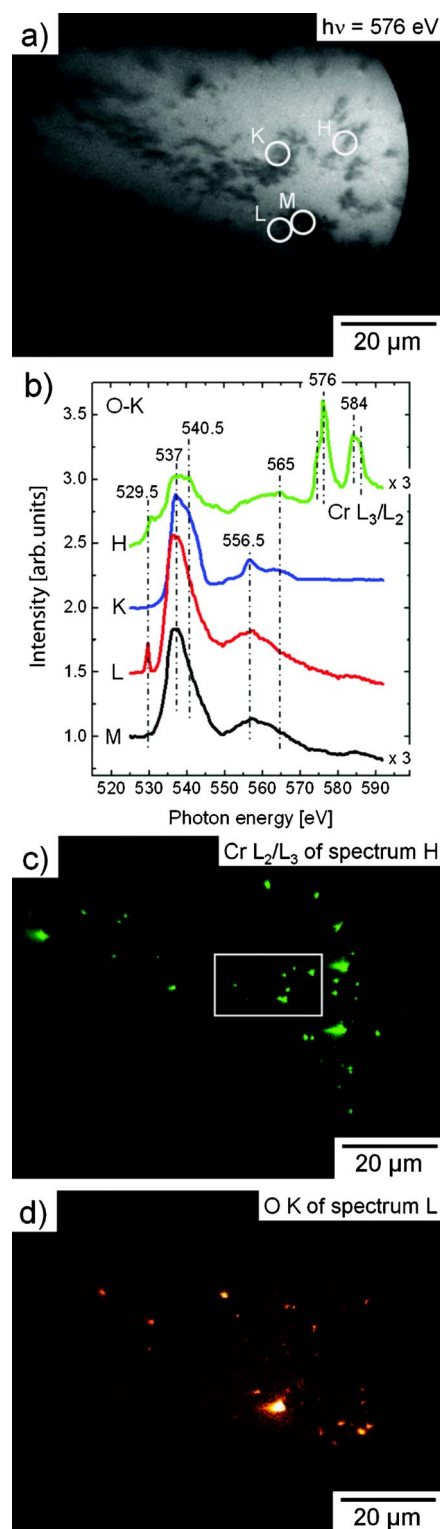 a)
hν = 576 eV
K
H
L
M
20 µm
b)
O-K
576
584
537
540.5
565
529.5
556.5
Cr L₃/L₂
x 3
H
K
L
M
x 3
3.5
3.0
2.5
2.0
1.5
1.0
Intensity [arb.units]
520 530 540 550 560 570 580 590
Photon energy [eV]
c)
Cr L₂/L₃ of spectrum H
20 µm
d)
O K of spectrum L
20 µm